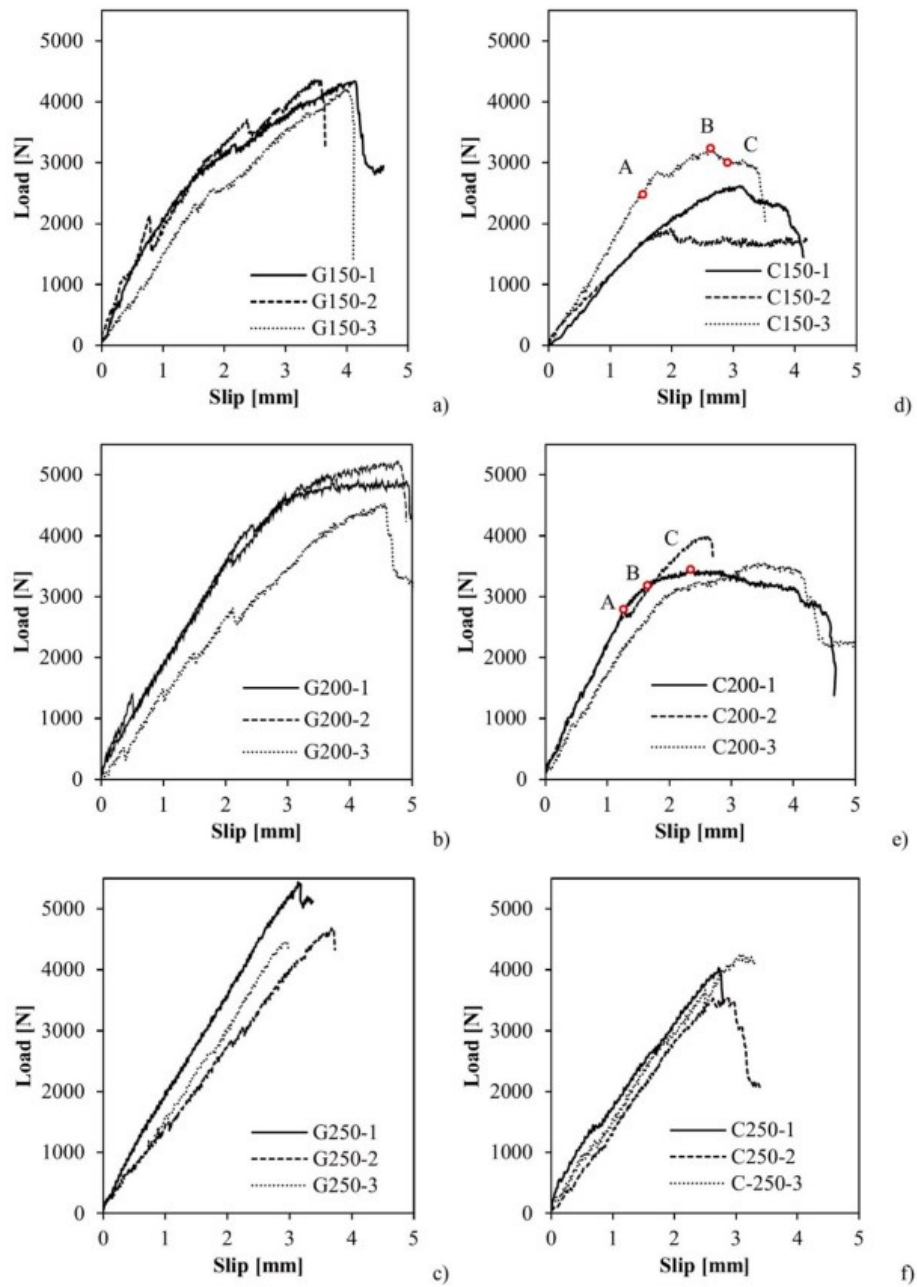 5000
4000
3000
2000
1000
0
Load [N]
G150-1
G150-2
G150-3
0 1 2 3 4 5
Slip [mm]
a)
5000
4000
3000
2000
1000
0
Load [N]
A
B
C
C150-1
C150-2
C150-3
0 1 2 3 4 5
Slip [mm]
d)
5000
4000
3000
2000
1000
0
Load [N]
G200-1
G200-2
G200-3
0 1 2 3 4 5
Slip [mm]
b)
5000
4000
3000
2000
1000
0
Load [N]
C
B
A
C200-1
C200-2
C200-3
0 1 2 3 4 5
Slip [mm]
e)
5000
4000
3000
2000
1000
0
Load [N]
G250-1
G250-2
G250-3
0 1 2 3 4 5
Slip [mm]
c)
5000
4000
3000
2000
1000
0
Load [N]
C250-1
C250-2
C-250-3
0 1 2 3 4 5
Slip [mm]
f)